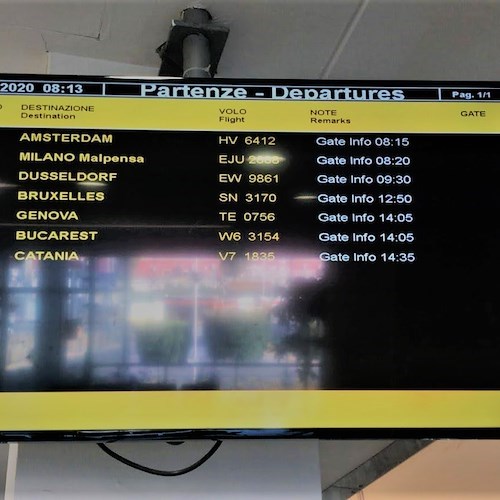 2020 08:13 Partenze - Departures Pag. 1/1
DESTINAZIONE VOLO NOTE GATE
Destination Flight Remarks
AMSTERDAM HV 6412 Gate Info 08:15
MILANO Malpensa EJU Gate Info 08:20
DUSSELDORF EW 9861 Gate Info 09:30
BRUXELLES SN 3170 Gate Info 12:50
GENOVA TE 0756 Gate Info 14:05
BUCAREST W6 3154 Gate Info 14:05
CATANIA V7 1835 Gate Info 14:35